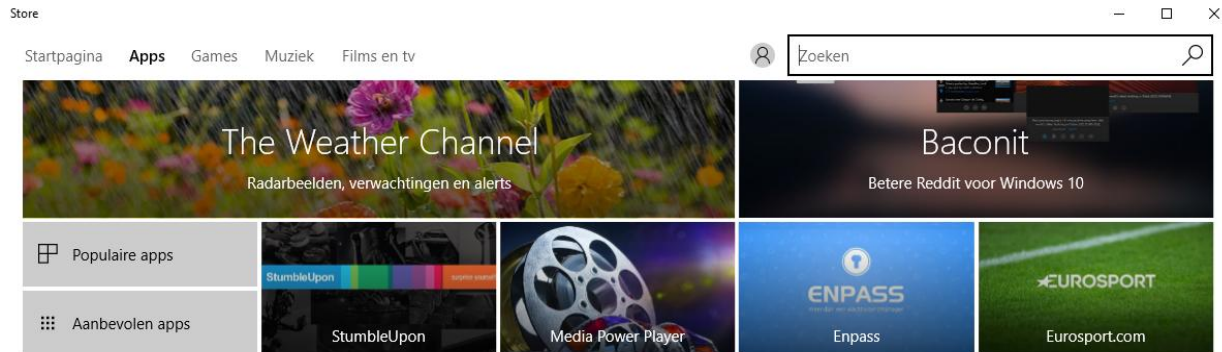 Store
Startpagina Apps Games Muziek Films en tv Zoeken
The Weather Channel
Radarbeelden, verwachtingen en alerts
Baconit
Betere Reddit voor Windows 10
Populaire apps
Aanbevolen apps
StumbleUpon
StumbleUpon
Media Power Player
ENPASS
Enpass
EUROSPORT
Eurosport.com